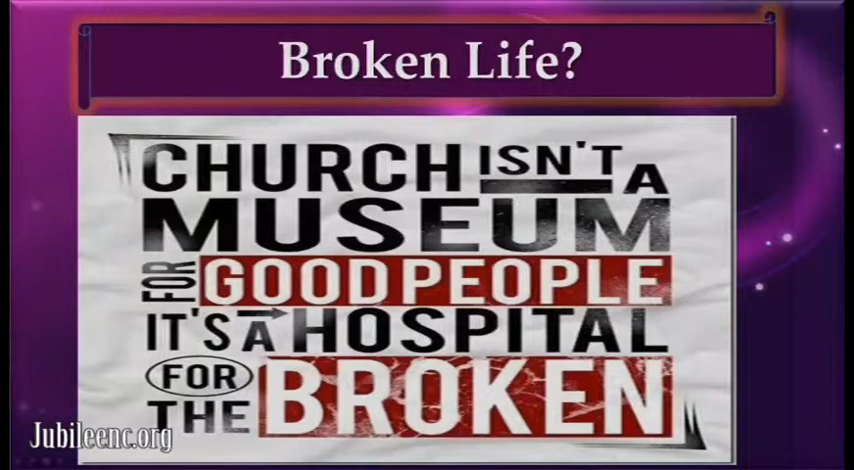 Broken Life?
CHURCH ISN'T A
MUSEUM
FOR GOOD PEOPLE
IT'S A HOSPITAL
FOR
THE BROKEN
Jubileenc.org